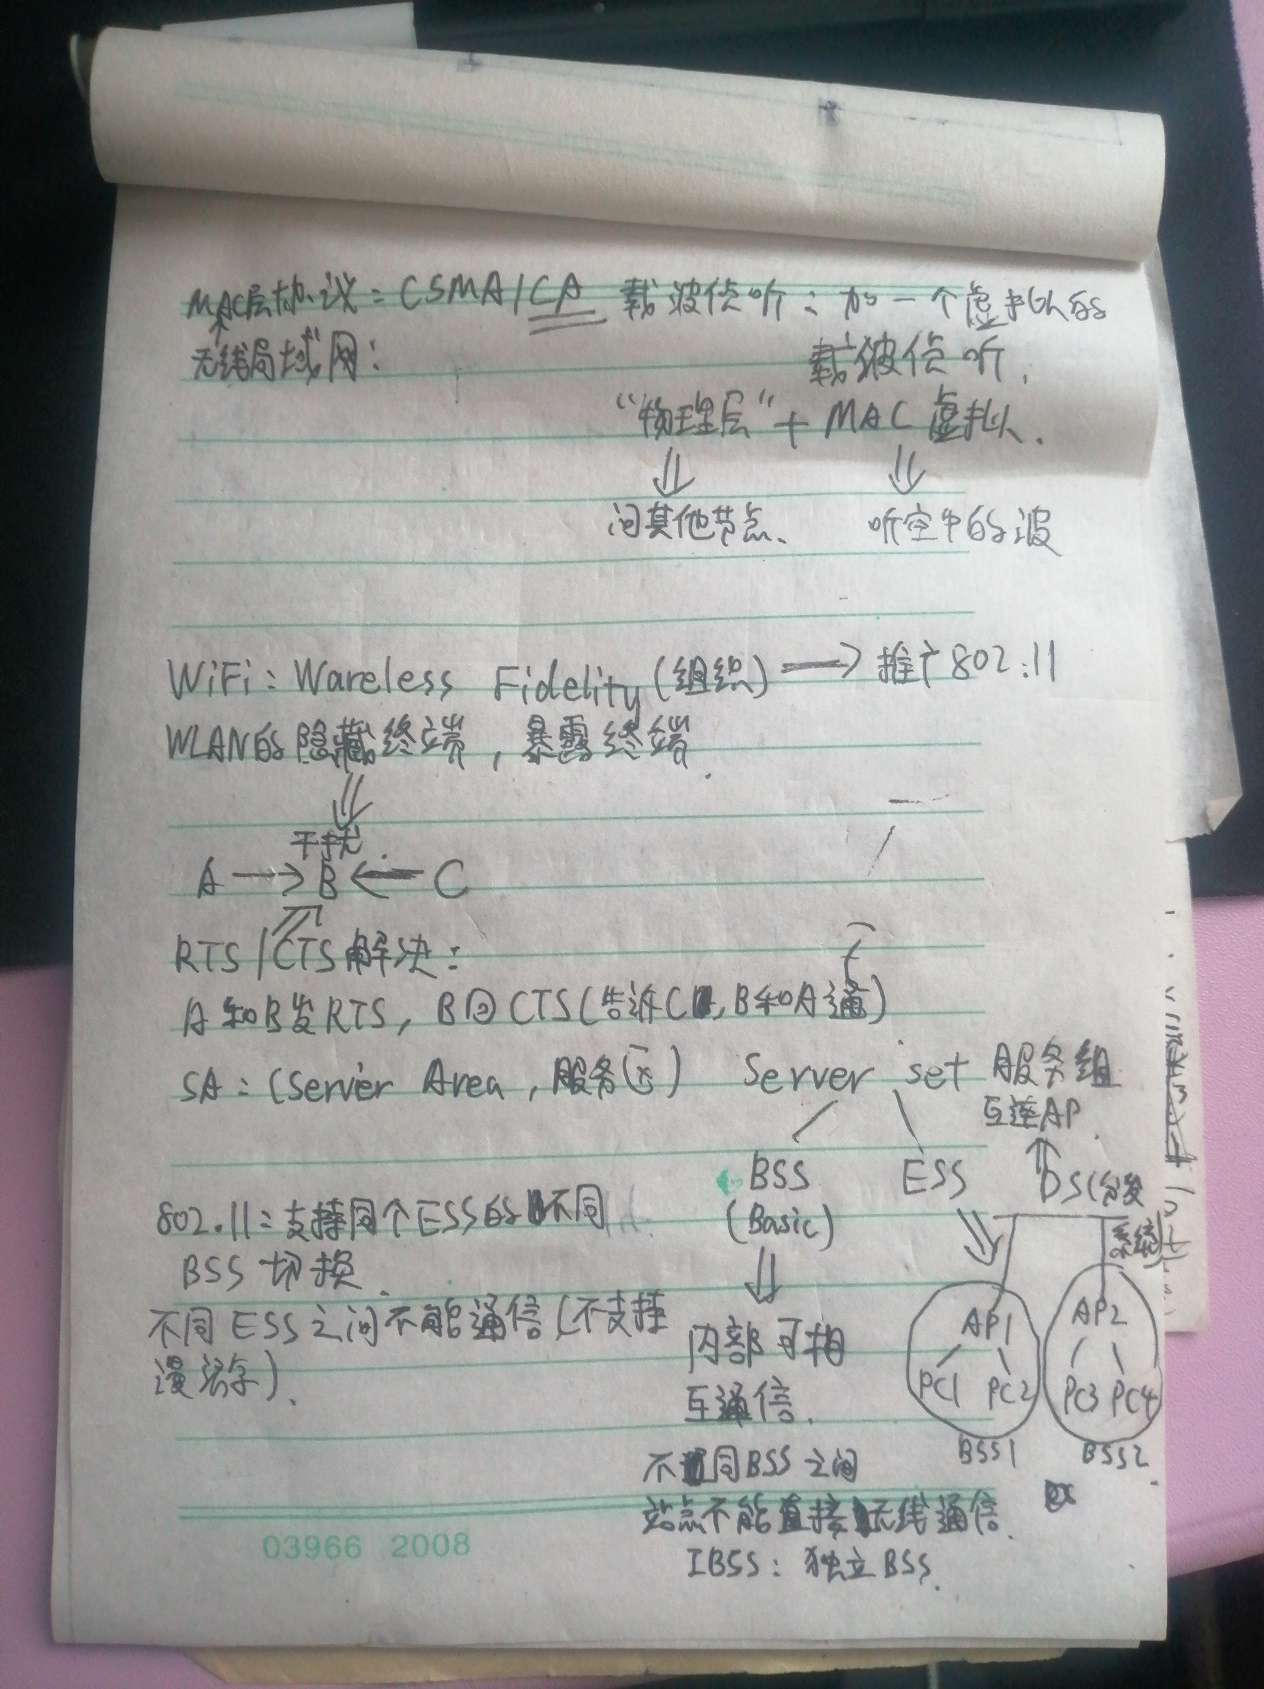 MAC层协议：CSMA/CA 载波侦听：加一个虚拟的
无线局域网：
载波侦听.
“物理层”+MAC虚拟.
问其他节点、 听空中的波
WiFi：Wareless Fidelity(组织)→推广802.11
WLAN的隐藏终端，暴露终端.
干扰.
A→B←C
RTS/CTS解决：
A和B发RTS，B回CTS(告诉C，B和A通)
SA：(Server Area，服务区) Server set 服务组
互连AP.
BSS ESS DS(分发
系统)
(Basic)
802.11：支持同个ESS的不同
BSS切换.
不同ESS之间不能通信(不支持
漫游).
内部可相
互通信.
AP1 AP2
PC1 PC2 PC3 PC4
BSS1 BSS2
不同BSS之间
站点不能直接无线通信.
IBSS：独立BSS.
03966 2008